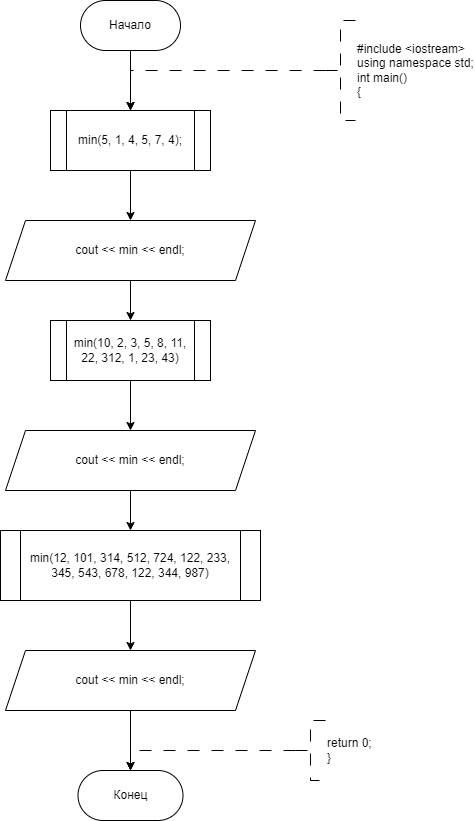 Начало
#include <iostream>
using namespace std;
int main()
{
min(5, 1, 4, 5, 7, 4);
cout << min << endl;
min(10, 2, 3, 5, 8, 11,
22, 312, 1, 23, 43)
cout << min << endl;
min(12, 101, 314, 512, 724, 122, 233,
345, 543, 678, 122, 344, 987)
cout << min << endl;
return 0;
}
Конец